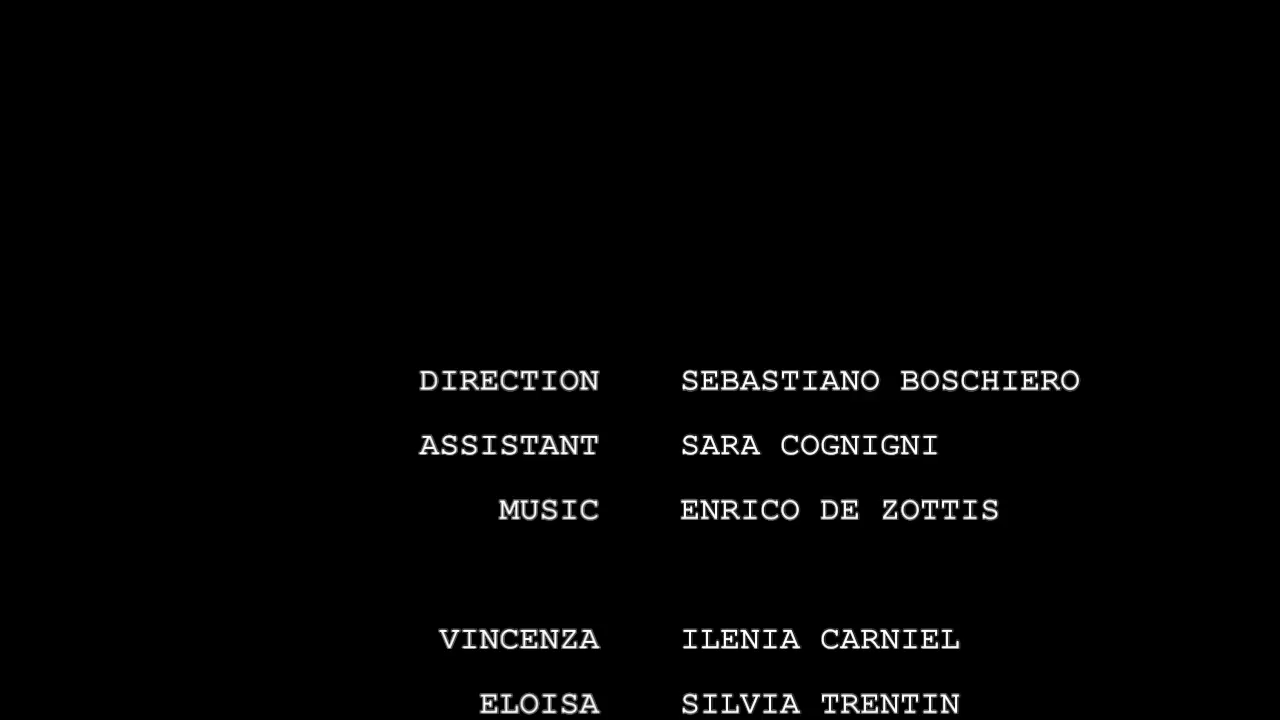 DIRECTION SEBASTIANO BOSCHIERO
ASSISTANT SARA COGNIGNI
MUSIC ENRICO DE ZOTTIS
VINCENZA ILENIA CARNIEL
ELOISA SILVIA TRENTIN